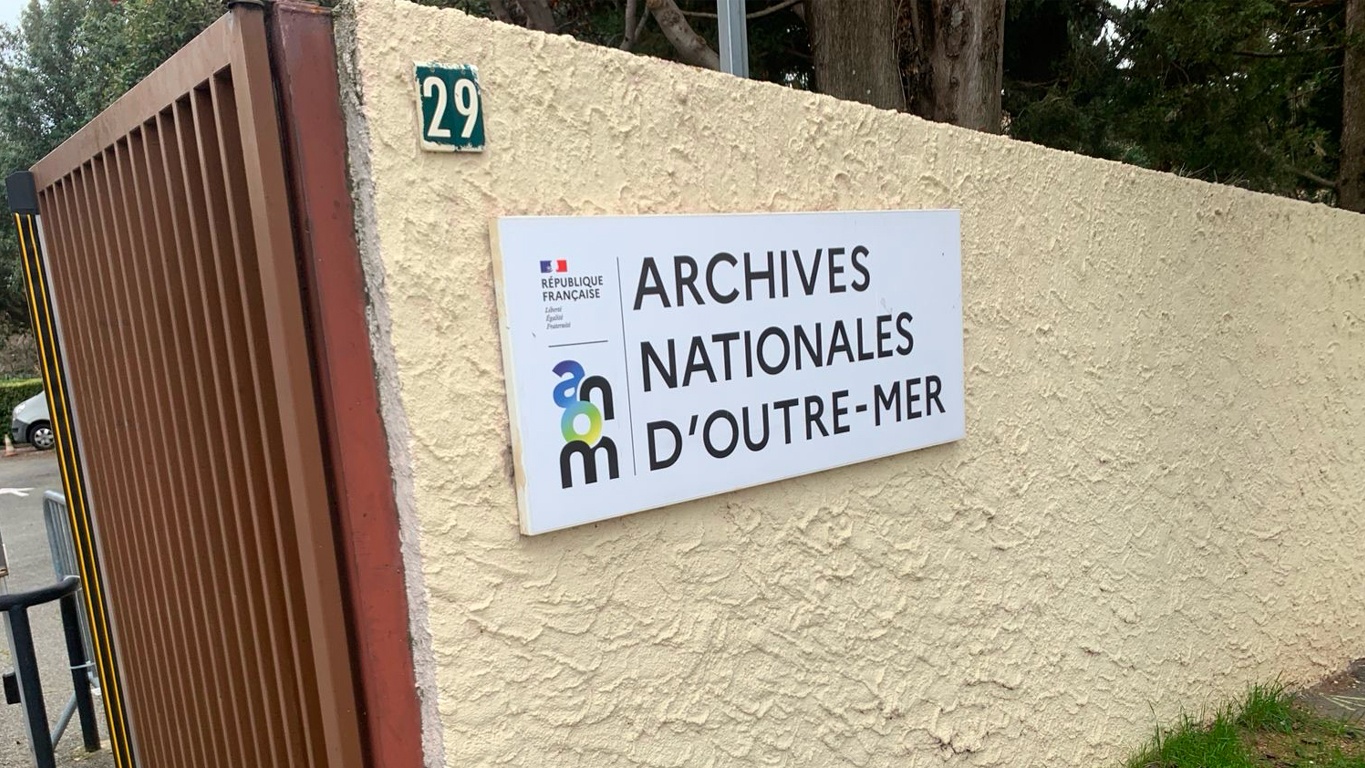 29
RÉPUBLIQUE
FRANÇAISE
Liberté
Égalité
Fraternité
anom
ARCHIVES
NATIONALES
D'OUTRE-MER